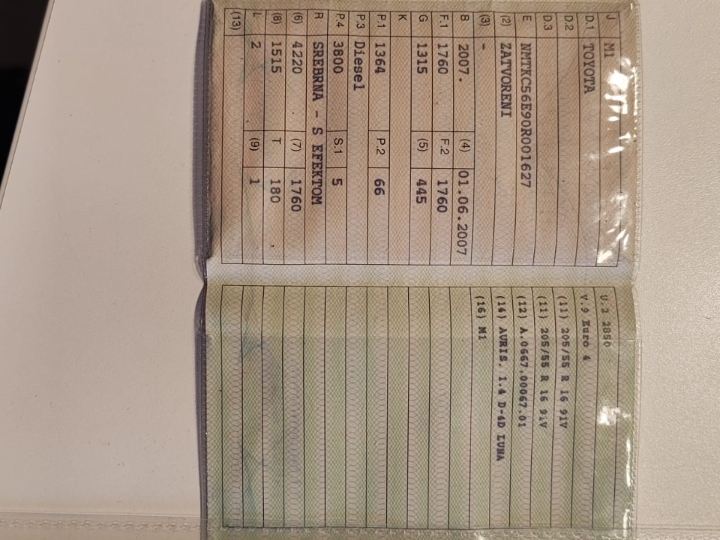 J M1
D.1 TOYOTA
D.2
D.3
E NMTKC56E90R001627
(2) ZATVORENI
(3) -
B 2007. (4) 01.06.2007
F.1 1760 F.2 1760
G 1315 (5) 445
K
P.1 1364 P.2 66
P.3 Diesel
P.4 3800 S.1 5
R SREBRNA - S EFEKTOM
(6) 4220 (7) 1760
(8) 1515 T 180
L 2 (9) 1
(13)
U.2 2850
V.9 Euro 4
(11) 205/55 R 16 91V
(11) 205/55 R 16 91V
(12) A.0667.00067.01
(14) AURIS. 1.4 D-4D LUNA
(16) M1